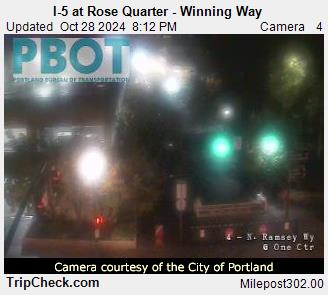 I-5 at Rose Quarter - Winning Way
Updated Oct 28 2024 8:12 PM Camera 4
PBOT
PORTLAND BUREAU OF TRANSPORTATION
4 - N. Ramsey Wy
@ One Ctr
Camera courtesy of the City of Portland
TripCheck.com Milepost302.00